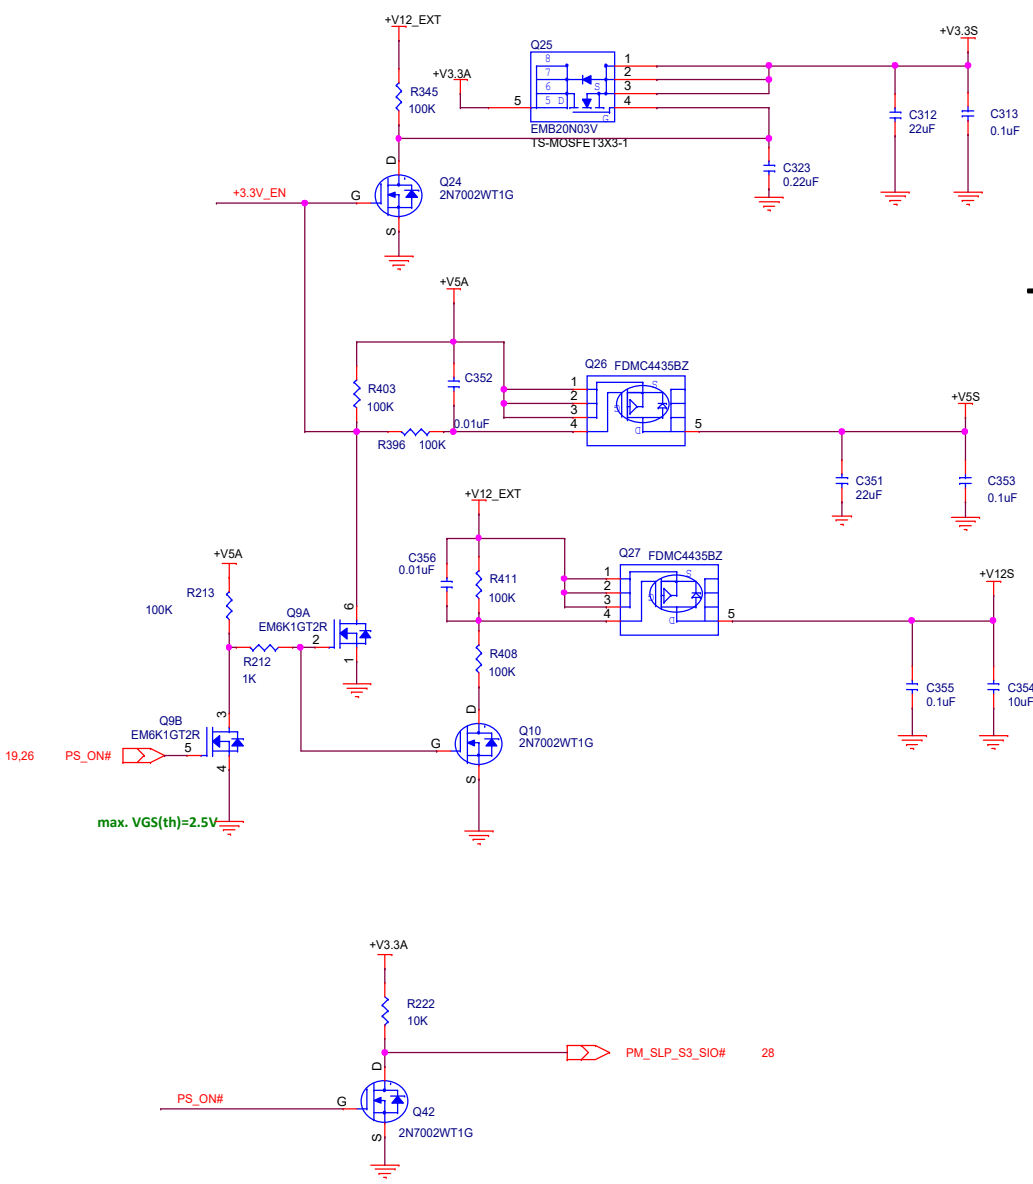 +V12_EXT
+V3.3S
Q25
8
7
6
5 D
S
G
1
2
3
4
5
+V3.3A
R345
100K
EMB20N03V
TS-MOSFET3X3-1
C312
22uF
C313
0.1uF
C323
0.22uF
D
Q24
2N7002WT1G
G
S
+3.3V_EN
+V5A
Q26 FDMC4435BZ
1
2
3
4
5
S
G
D
R403
100K
C352
0.01uF
R396 100K
+V5S
C351
22uF
C353
0.1uF
+V12_EXT
Q27 FDMC4435BZ
1
2
3
4
5
S
G
D
C356
0.01uF
R411
100K
+V12S
+V5A
R213
100K
Q9A
EM6K1GT2R
6
2
1
R212
1K
R408
100K
C355
0.1uF
C354
10uF
Q9B
EM6K1GT2R
3
5
4
19,26 PS_ON#
D
Q10
2N7002WT1G
G
S
max. VGS(th)=2.5V
+V3.3A
R222
10K
PM_SLP_S3_SIO# 28
D
PS_ON#
G
Q42
S
2N7002WT1G